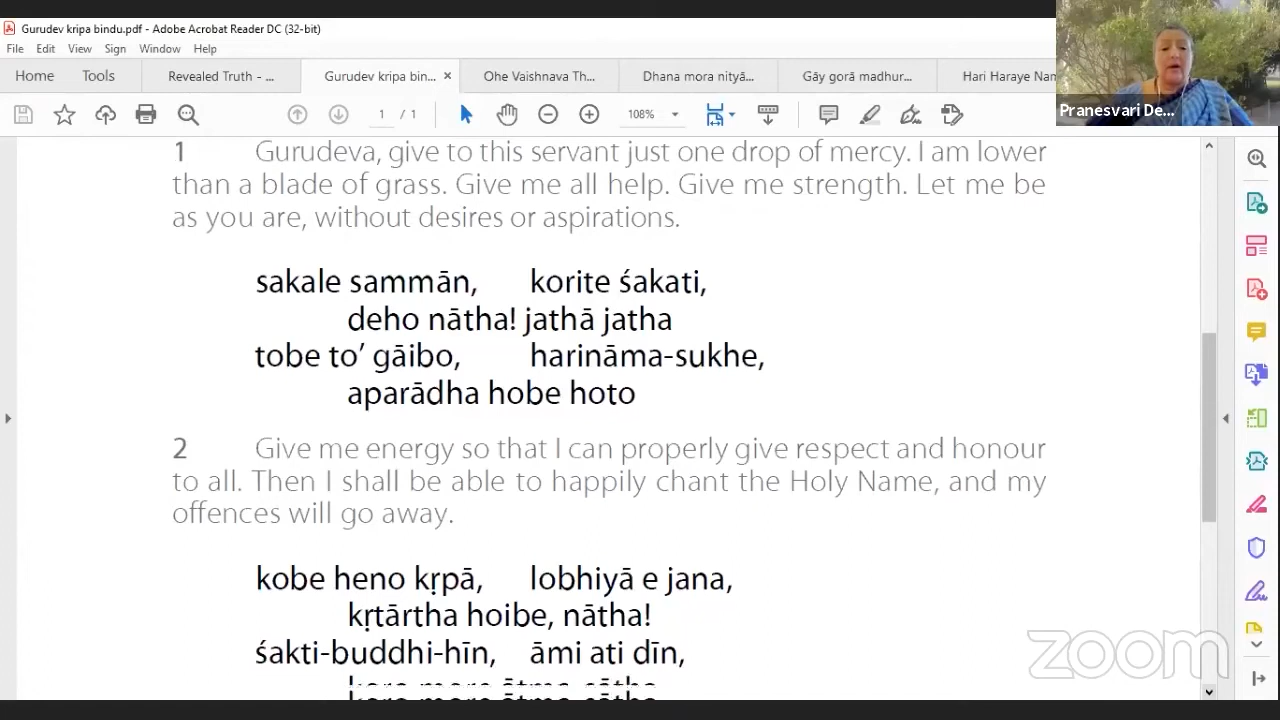 Gurudev kripa bindu.pdf - Adobe Acrobat Reader DC (32-bit)
File Edit View Sign Window Help
Home Tools Revealed Truth - ... Gurudev kripa bin... × Ohe Vaishnava Th... Dhana mora nityā... Gāy gorā madhur... Hari Haraye Nam
1 / 1 108%
Pranesvari De...
1 Gurudeva, give to this servant just one drop of mercy. I am lower
than a blade of grass. Give me all help. Give me strength. Let me be
as you are, without desires or aspirations.
sakale sammān, korite śakati,
deho nātha! jathā jatha
tobe to’ gāibo, harināma-sukhe,
aparādha hobe hoto
2 Give me energy so that I can properly give respect and honour
to all. Then I shall be able to happily chant the Holy Name, and my
offences will go away.
kobe heno kṛpā, lobhiyā e jana,
kṛtārtha hoibe, nātha!
śakti-buddhi-hīn, āmi ati dīn,
zoom